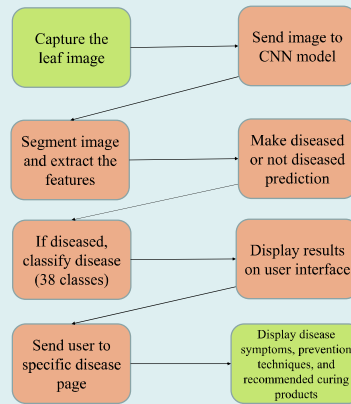 Capture the
leaf image
Send image to
CNN model
Segment image
and extract the
features
Make diseased
or not diseased
prediction
If diseased,
classify disease
(38 classes)
Display results
on user interface
Send user to
specific disease
page
Display disease
symptoms, prevention
techniques, and
recommended curing
products